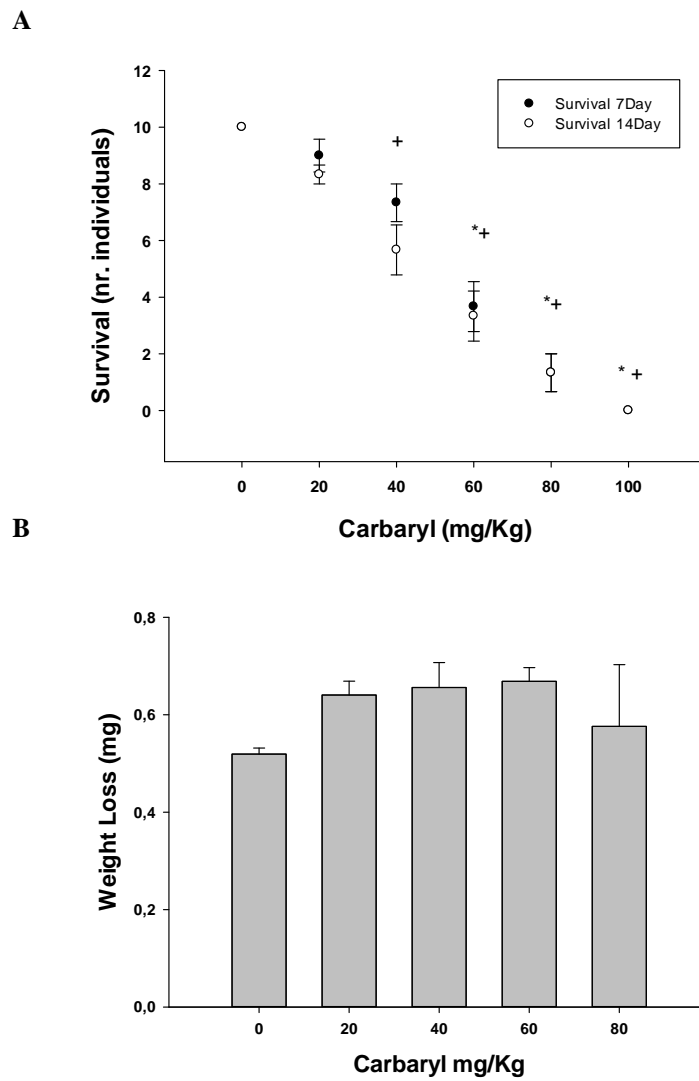 A
12
10
8
6
4
2
0
Survival (nr. individuals)
Survival 7Day
Survival 14Day
+
*+
*+
* +
0 20 40 60 80 100
Carbaryl (mg/Kg)
B
0,8
0,6
0,4
0,2
0,0
Weight Loss (mg)
0 20 40 60 80
Carbaryl mg/Kg